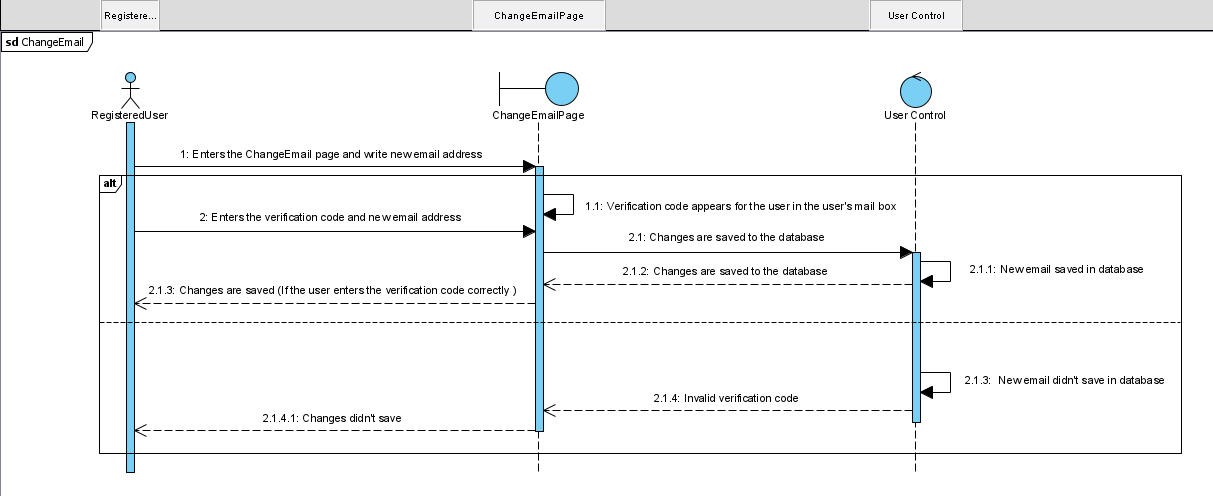 Registere...
ChangeEmailPage
User Control
sd ChangeEmail
RegisteredUser
ChangeEmailPage
User Control
1: Enters the ChangeEmail page and write new email address
alt
1.1: Verification code appears for the user in the user's mail box
2: Enters the verification code and new email address
2.1: Changes are saved to the database
2.1.1: New email saved in database
2.1.2: Changes are saved to the database
2.1.3: Changes are saved (If the user enters the verification code correctly )
2.1.3: New email didn't save in database
2.1.4: Invalid verification code
2.1.4.1: Changes didn't save